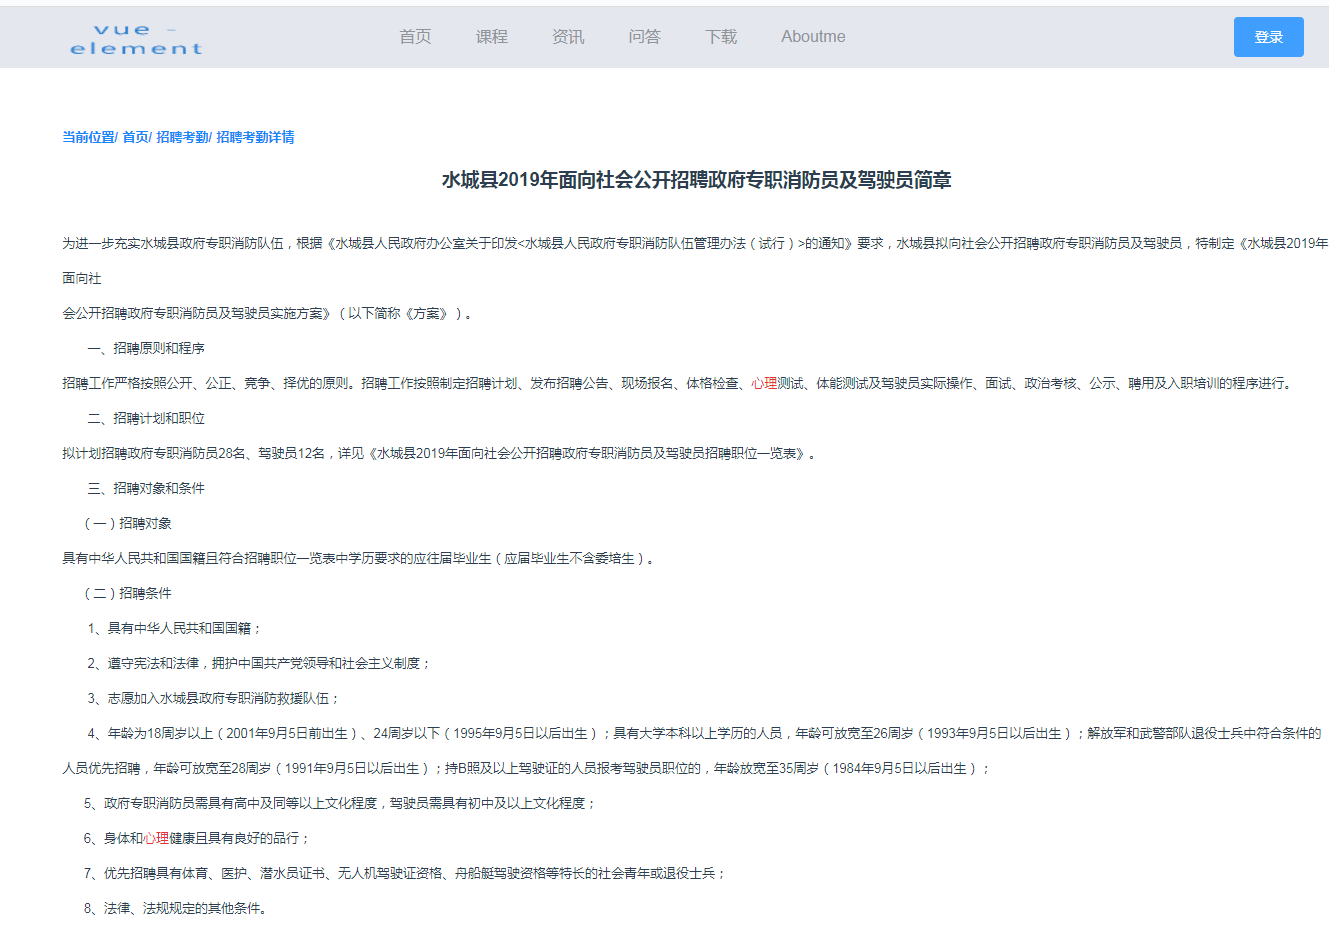 vue -
element
首页 课程 资讯 问答 下载 Aboutme 登录
当前位置/ 首页/ 招聘考勤/ 招聘考勤详情
水城县2019年面向社会公开招聘政府专职消防员及驾驶员简章
为进一步充实水城县政府专职消防队伍，根据《水城县人民政府办公室关于印发<水城县人民政府专职消防队伍管理办法（试行）>的通知》要求，水城县拟向社会公开招聘政府专职消防员及驾驶员，特制定《水城县2019年
面向社
会公开招聘政府专职消防员及驾驶员实施方案》（以下简称《方案》）。
一、招聘原则和程序
招聘工作严格按照公开、公正、竞争、择优的原则。招聘工作按照制定招聘计划、发布招聘公告、现场报名、体格检查、心理测试、体能测试及驾驶员实际操作、面试、政治考核、公示、聘用及入职培训的程序进行。
二、招聘计划和职位
拟计划招聘政府专职消防员28名、驾驶员12名，详见《水城县2019年面向社会公开招聘政府专职消防员及驾驶员招聘职位一览表》。
三、招聘对象和条件
（一）招聘对象
具有中华人民共和国国籍且符合招聘职位一览表中学历要求的应往届毕业生（应届毕业生不含委培生）。
（二）招聘条件
1、具有中华人民共和国国籍；
2、遵守宪法和法律，拥护中国共产党领导和社会主义制度；
3、志愿加入水城县政府专职消防救援队伍；
4、年龄为18周岁以上（2001年9月5日前出生）、24周岁以下（1995年9月5日以后出生）；具有大学本科以上学历的人员，年龄可放宽至26周岁（1993年9月5日以后出生）；解放军和武警部队退役士兵中符合条件的
人员优先招聘，年龄可放宽至28周岁（1991年9月5日以后出生）；持B照及以上驾驶证的人员报考驾驶员职位的，年龄放宽至35周岁（1984年9月5日以后出生）；
5、政府专职消防员需具有高中及同等以上文化程度，驾驶员需具有初中及以上文化程度；
6、身体和心理健康且具有良好的品行；
7、优先招聘具有体育、医护、潜水员证书、无人机驾驶证资格、舟船艇驾驶资格等特长的社会青年或退役士兵；
8、法律、法规规定的其他条件。